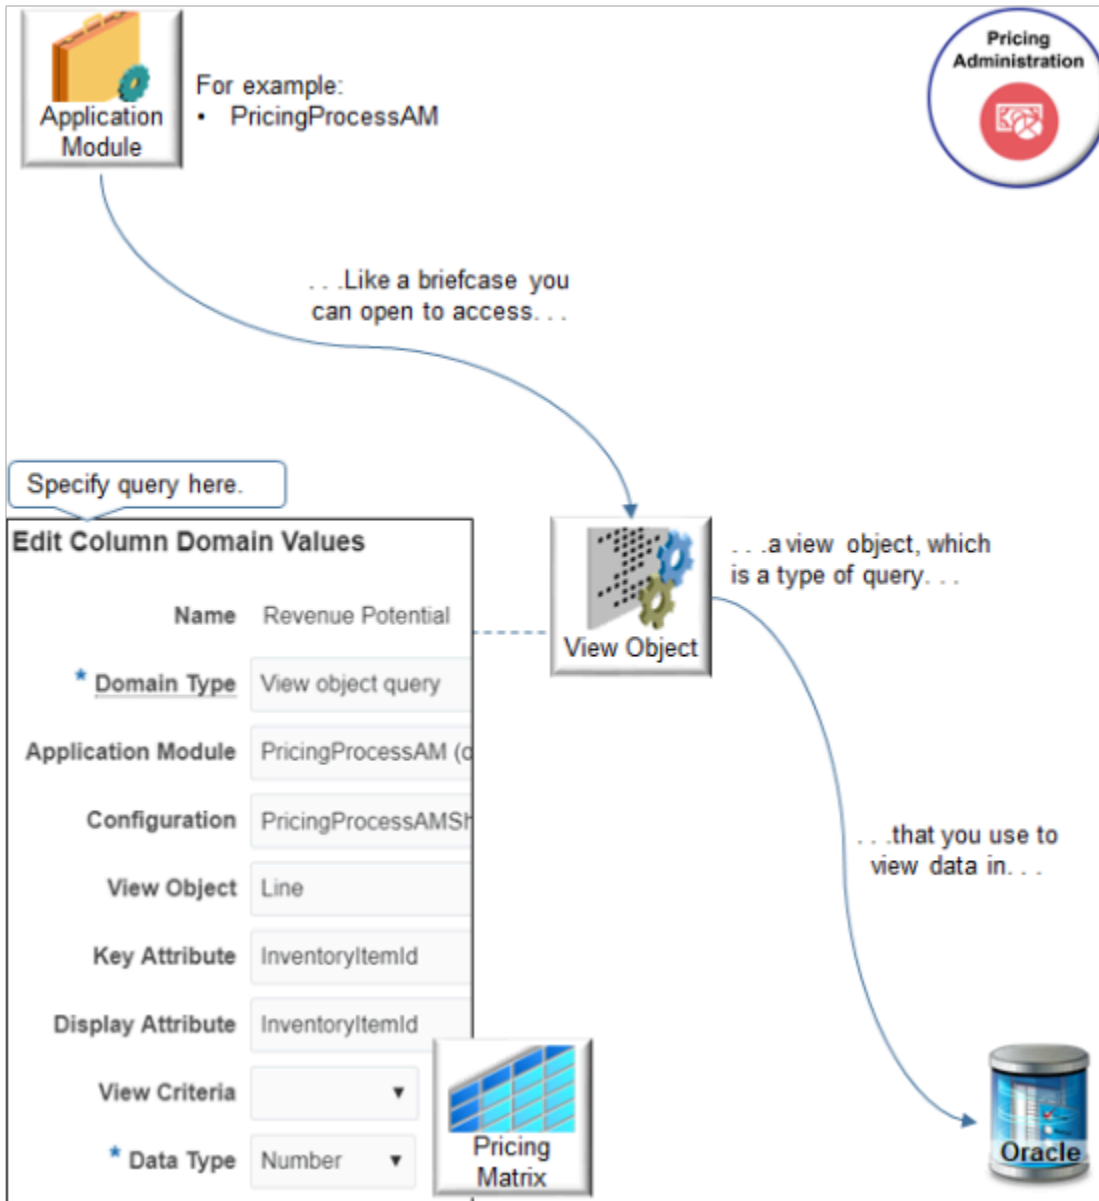 Pricing
Administration
Application
Module
For example:
• PricingProcessAM
. . .Like a briefcase you
can open to access. . .
Specify query here.
Edit Column Domain Values
Name Revenue Potential
* Domain Type View object query
Application Module PricingProcessAM (
Configuration PricingProcessAMSh
View Object Line
Key Attribute InventoryItemId
Display Attribute InventoryItemId
View Criteria
* Data Type Number
View Object
. . .a view object, which
is a type of query. . .
. . .that you use to
view data in. . .
Pricing
Matrix
Oracle